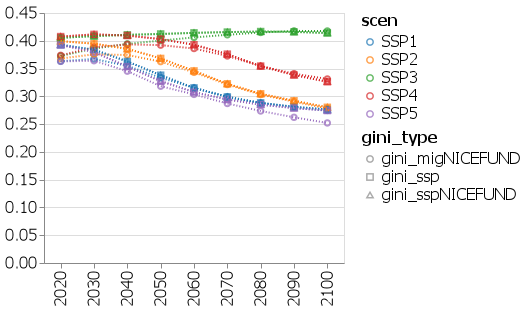 0.45
0.40
0.35
0.30
0.25
0.20
0.15
0.10
0.05
0.00
2020
2030
2040
2050
2060
2070
2080
2090
2100
scen
SSP1
SSP2
SSP3
SSP4
SSP5
gini_type
gini_migNICEFUND
gini_ssp
gini_sspNICEFUND